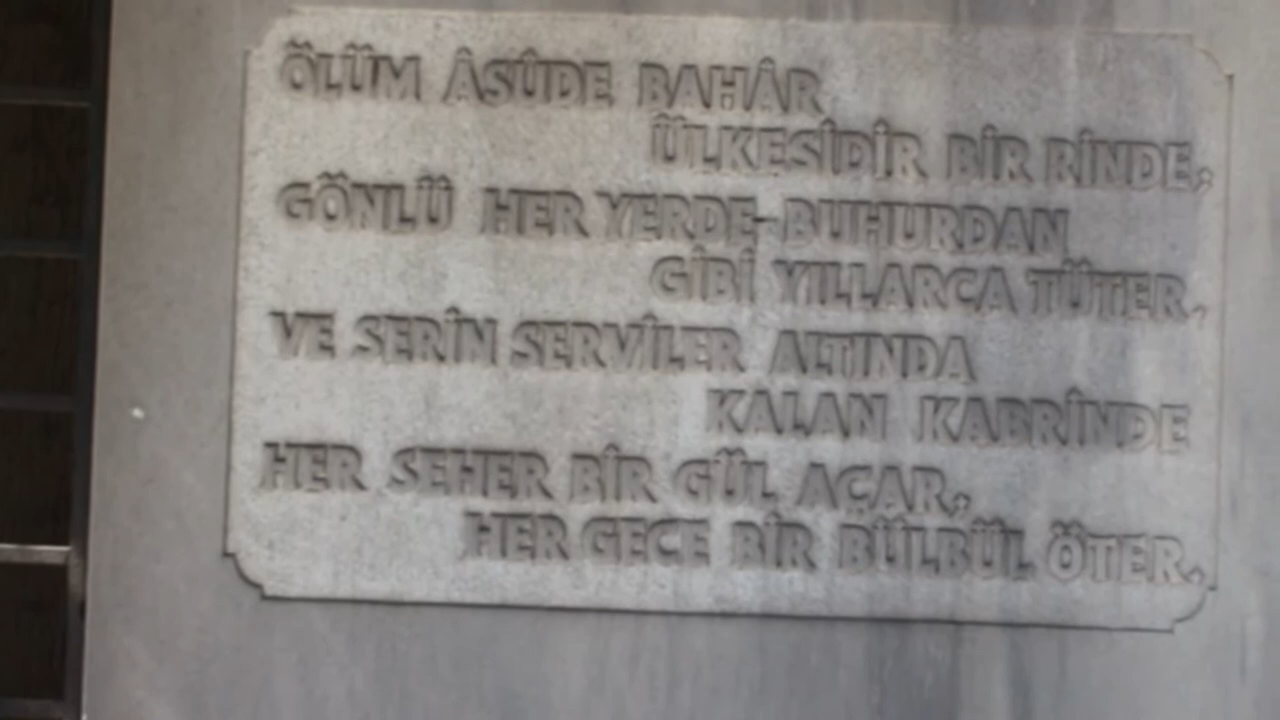 ÖLÜM ÂSÛDE BAHÂR
ÜLKESİDİR BİR RİNDE,
GÖNLÜ HER YERDE BUHURDAN
GİBİ YILLARCA TÜTER.
VE SERİN SERVİLER ALTINDA
KALAN KABRİNDE
HER SEHER BİR GÜL AÇAR,
HER GECE BİR BÜLBÜL ÖTER.